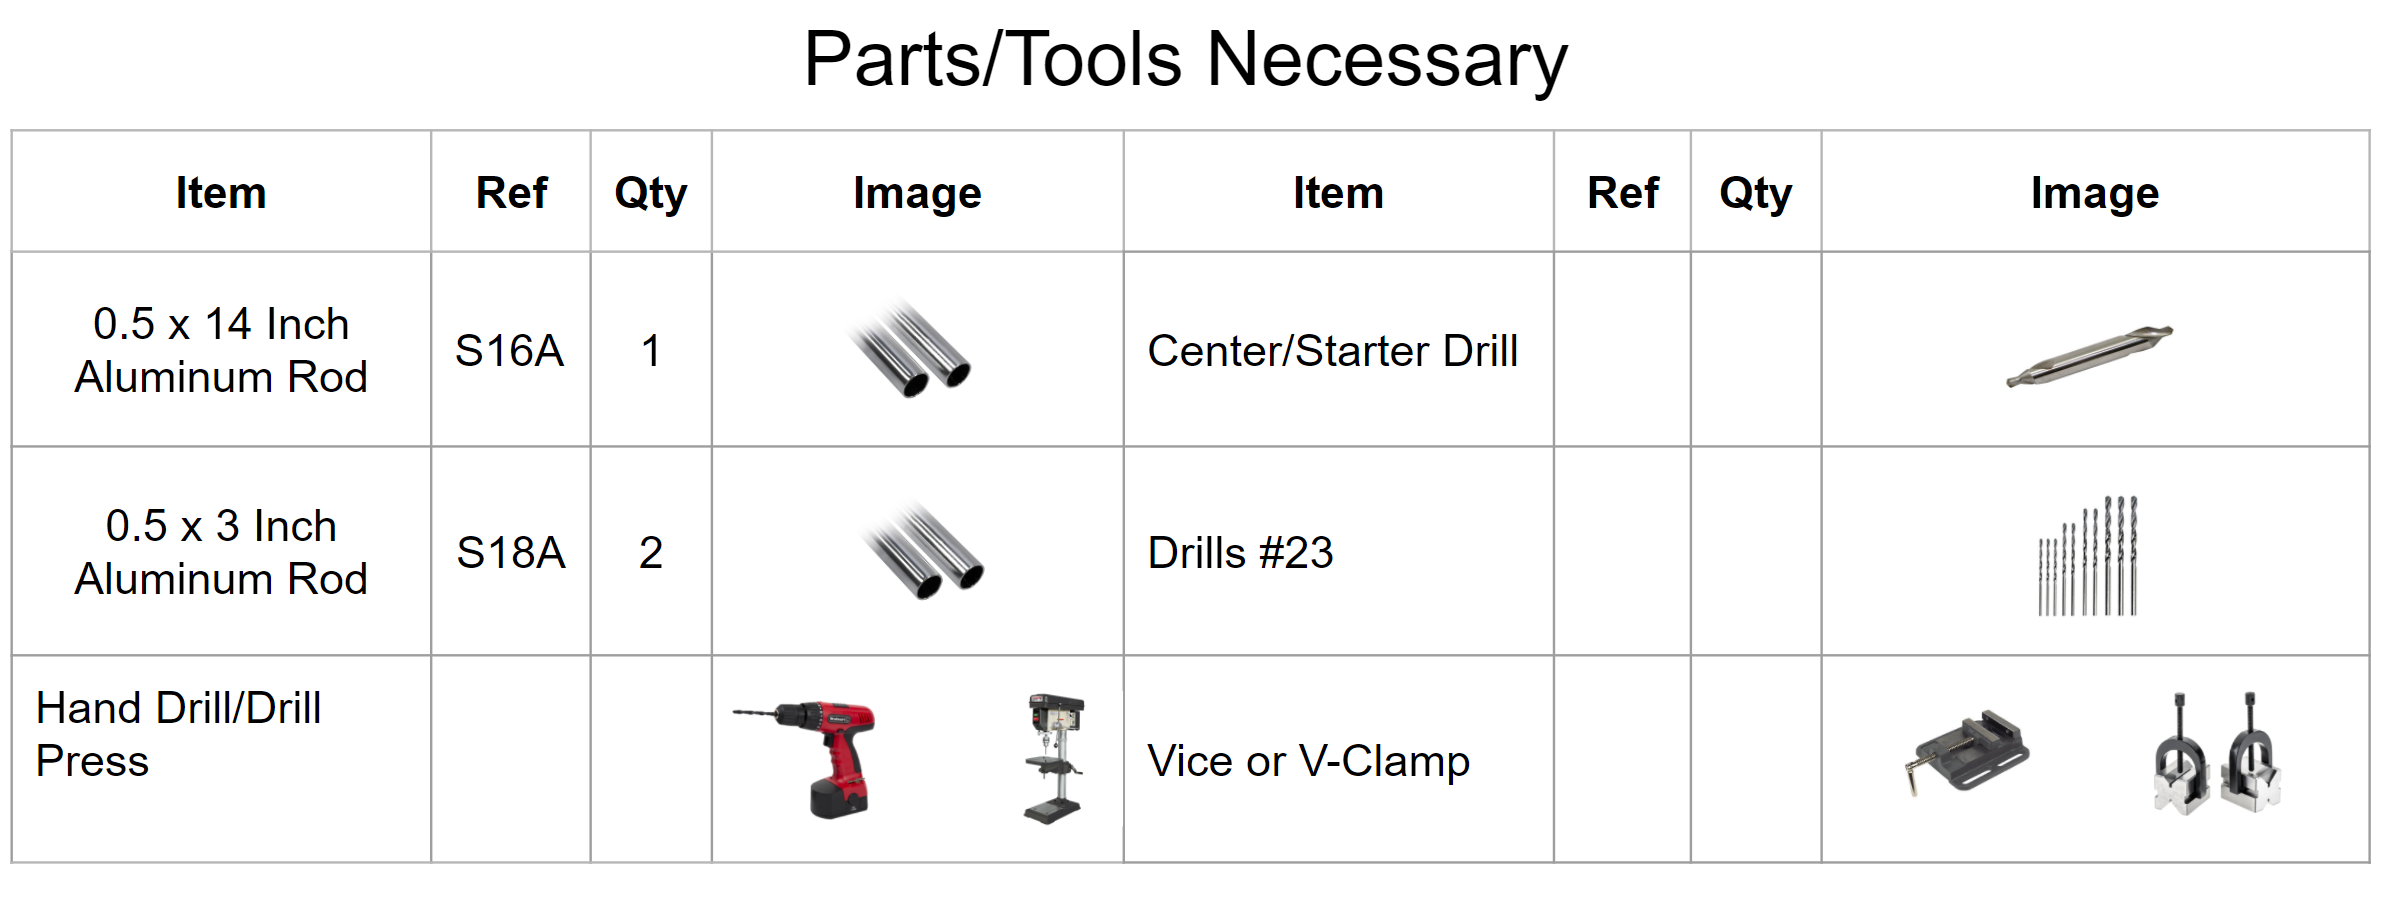 Parts/Tools Necessary
Item Ref Qty Image Item Ref Qty Image
0.5 x 14 Inch
Aluminum Rod
S16A 1 Center/Starter Drill
0.5 x 3 Inch
Aluminum Rod
S18A 2 Drills #23
Hand Drill/Drill
Press
Vice or V-Clamp